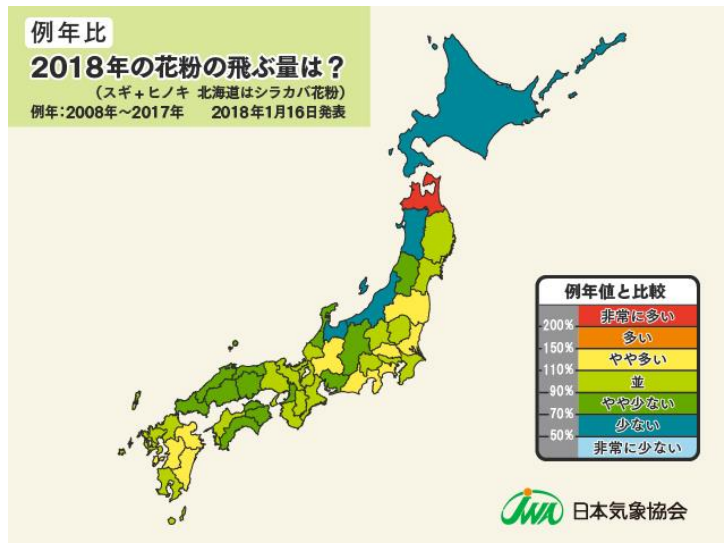 例年比
2018年の花粉の飛ぶ量は？
（スギ+ヒノキ 北海道はシラカバ花粉）
例年：2008年～2017年　2018年1月16日発表
例年値と比較
非常に多い
200%
多い
150%
やや多い
110%
並
90%
やや少ない
70%
少ない
50%
非常に少ない
JWA 日本気象協会